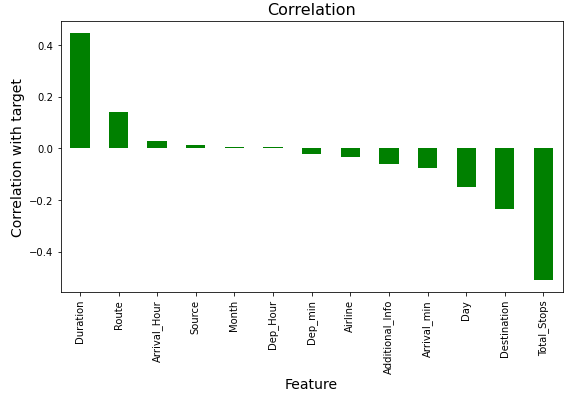 Correlation
Correlation with target
0.4
0.2
0.0
−0.2
−0.4
Duration
Route
Arrival_Hour
Source
Month
Dep_Hour
Dep_min
Airline
Additional_Info
Arrival_min
Day
Destination
Total_Stops
Feature